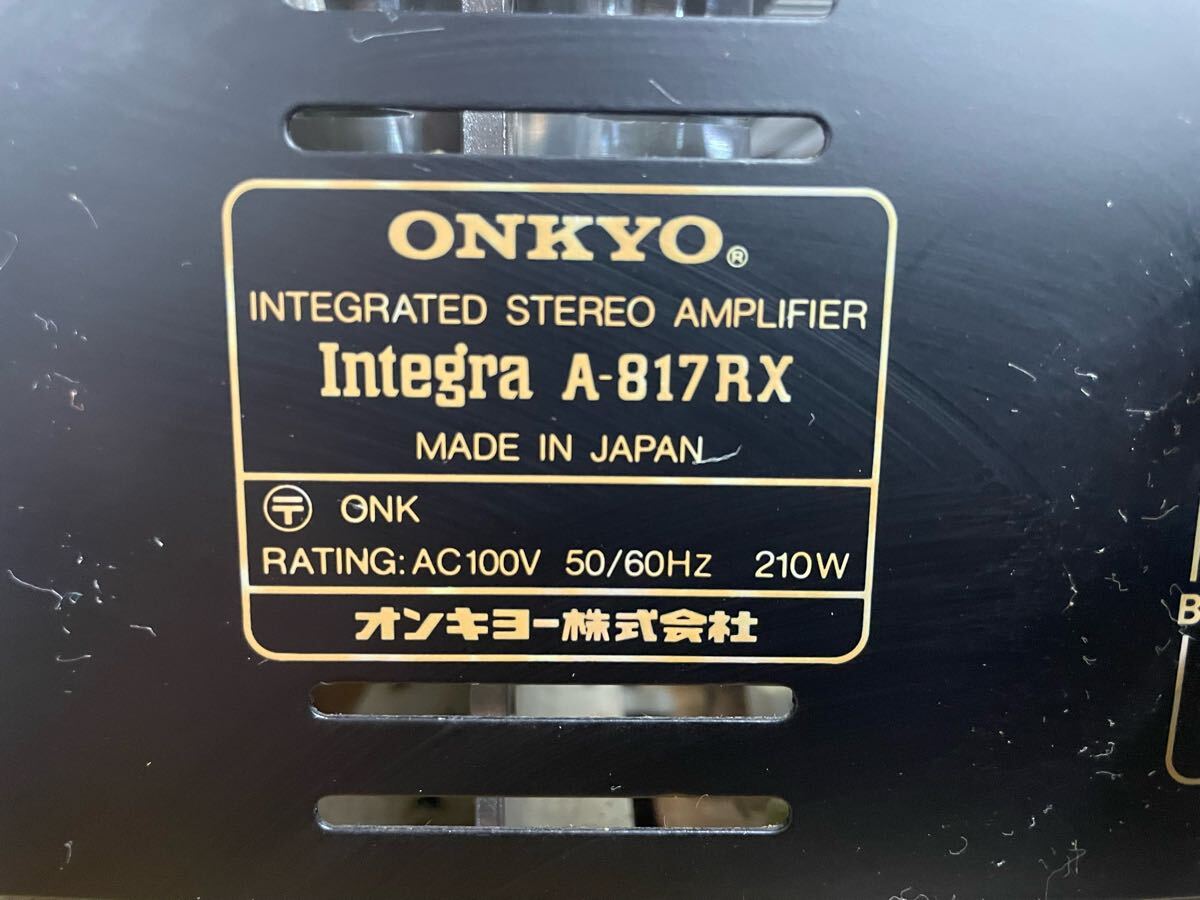 ONKYO®
INTEGRATED STEREO AMPLIFIER
Integra A-817RX
MADE IN JAPAN
〒 ONK
RATING: AC100V 50/60Hz 210W
オンキヨー株式会社
B